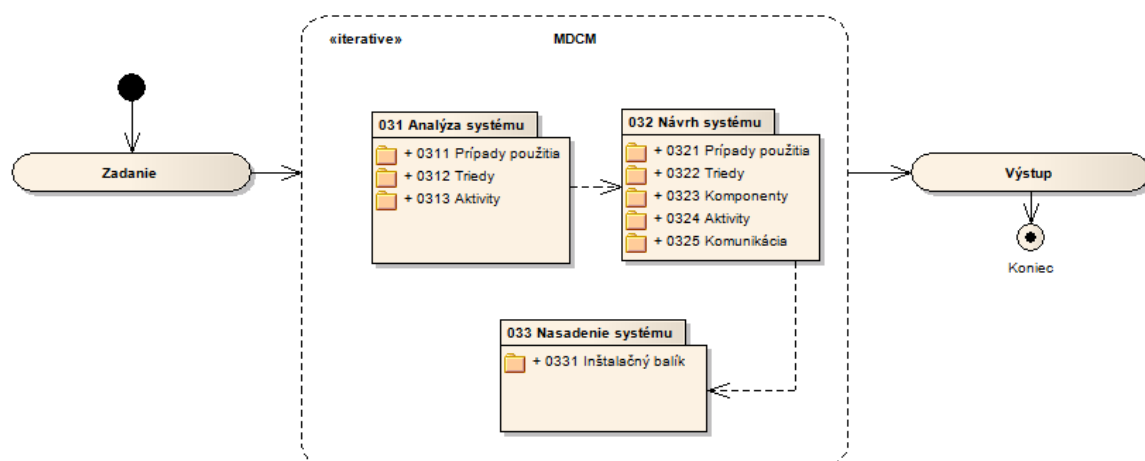 «iterative» MDCM
Zadanie
031 Analýza systému
+ 0311 Prípady použitia
+ 0312 Triedy
+ 0313 Aktivity
032 Návrh systému
+ 0321 Prípady použitia
+ 0322 Triedy
+ 0323 Komponenty
+ 0324 Aktivity
+ 0325 Komunikácia
033 Nasadenie systému
+ 0331 Inštalačný balík
Výstup
Koniec